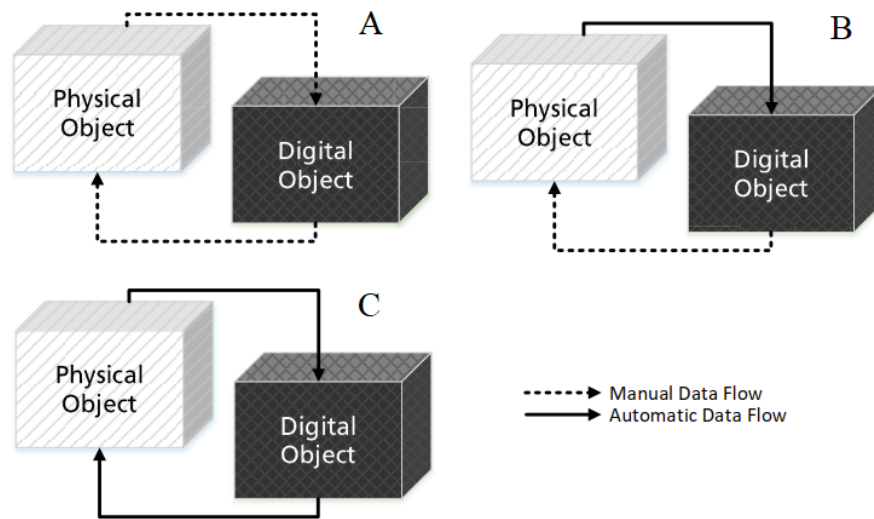 A
Physical
Object
Digital
Object
B
Physical
Object
Digital
Object
C
Physical
Object
Digital
Object
Manual Data Flow
Automatic Data Flow